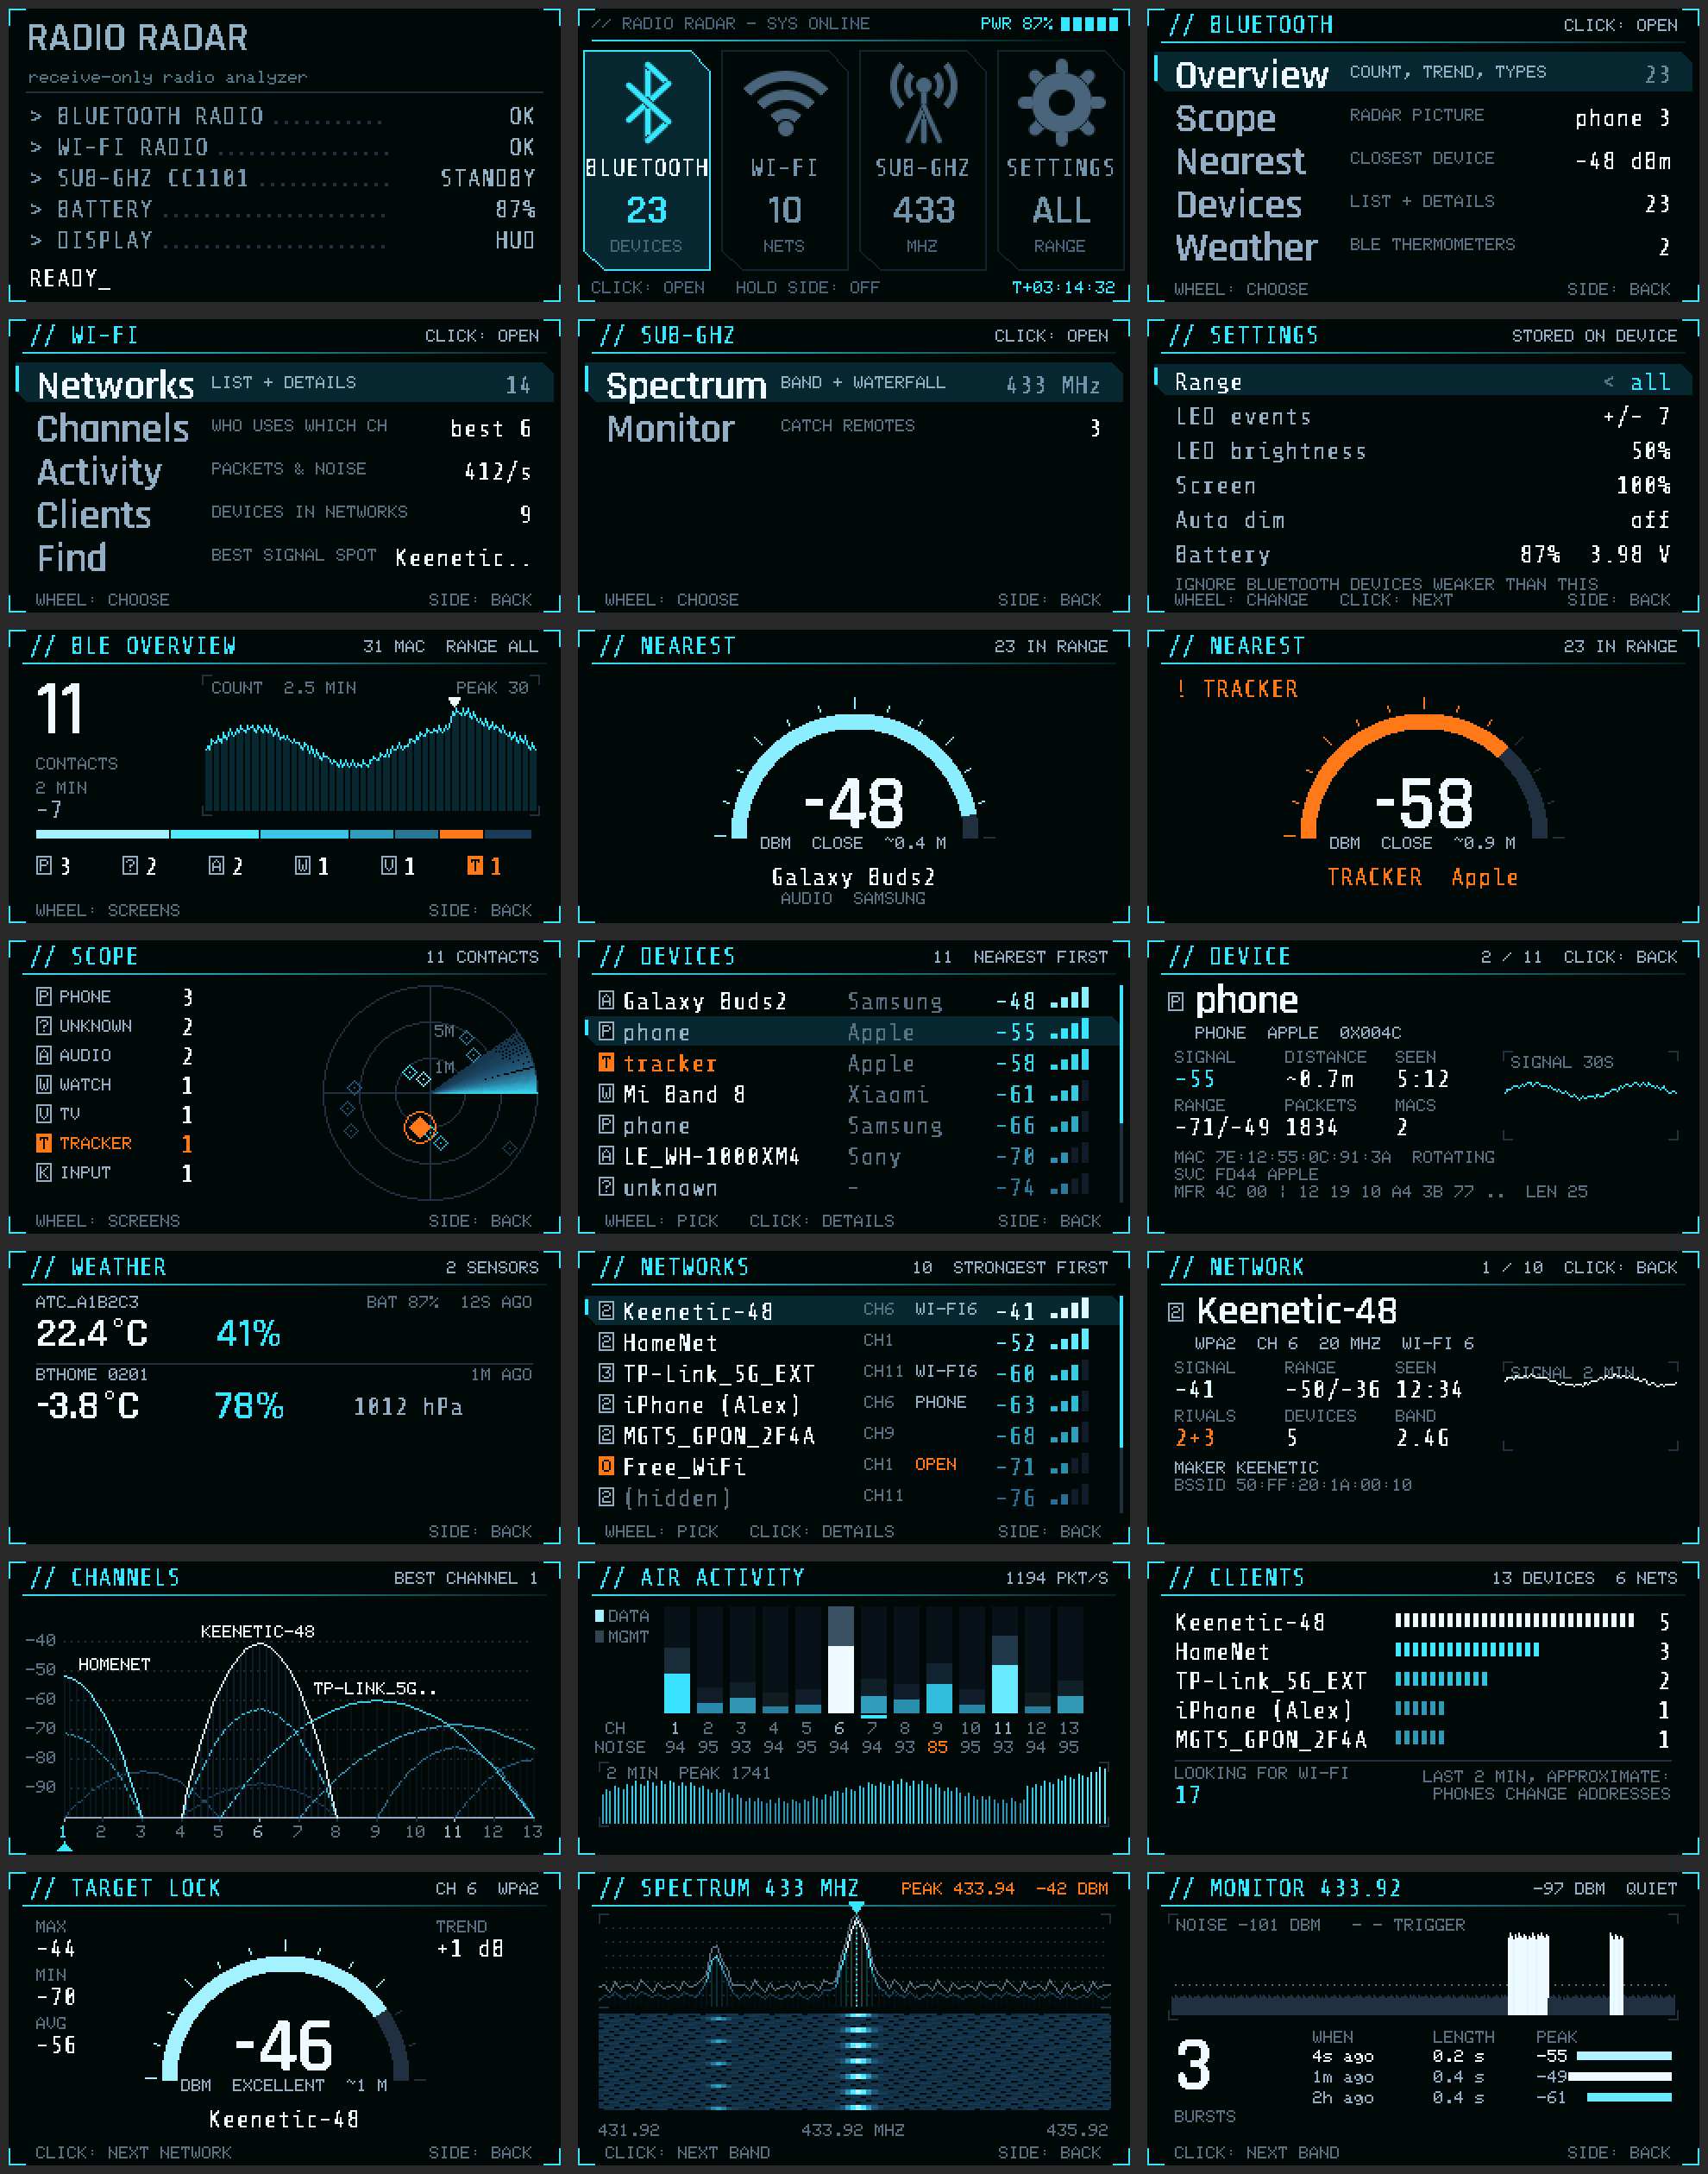 RADIO RADAR
receive-only radio analyzer
> BLUETOOTH RADIO ............ OK
> WI-FI RADIO .................. OK
> SUB-GHZ CC1101 .............. STANDBY
> BATTERY ........................ 87%
> DISPLAY ........................ HUD
READY_
// RADIO RADAR - SYS ONLINE PWR 87%
BLUETOOTH WI-FI SUB-GHZ SETTINGS
23 10 433 ALL
DEVICES NETS MHZ RANGE
CLICK: OPEN HOLD SIDE: OFF T+03:14:32
// BLUETOOTH CLICK: OPEN
Overview COUNT, TREND, TYPES 23
Scope RADAR PICTURE phone 3
Nearest CLOSEST DEVICE -48 dBm
Devices LIST + DETAILS 23
Weather BLE THERMOMETERS 2
WHEEL: CHOOSE SIDE: BACK
// WI-FI CLICK: OPEN
Networks LIST + DETAILS 14
Channels WHO USES WHICH CH best 6
Activity PACKETS & NOISE 412/s
Clients DEVICES IN NETWORKS 9
Find BEST SIGNAL SPOT Keenetic..
WHEEL: CHOOSE SIDE: BACK
// SUB-GHZ CLICK: OPEN
Spectrum BAND + WATERFALL 433 MHz
Monitor CATCH REMOTES 3
WHEEL: CHOOSE SIDE: BACK
// SETTINGS STORED ON DEVICE
Range < all
LED events +/- 7
LED brightness 50%
Screen 100%
Auto dim off
Battery 87% 3.98 V
IGNORE BLUETOOTH DEVICES WEAKER THAN THIS
WHEEL: CHANGE CLICK: NEXT SIDE: BACK
// BLE OVERVIEW 31 MAC RANGE ALL
11 COUNT 2.5 MIN PEAK 30
CONTACTS
2 MIN
-7
P 3 ? 2 A 2 W 1 V 1 T 1
WHEEL: SCREENS SIDE: BACK
// NEAREST 23 IN RANGE
-48
DBM CLOSE ~0.4 M
Galaxy Buds2
AUDIO SAMSUNG
// NEAREST 23 IN RANGE
! TRACKER
-58
DBM CLOSE ~0.9 M
TRACKER Apple
// SCOPE 11 CONTACTS
P PHONE 3
? UNKNOWN 2
A AUDIO 2
W WATCH 1
V TV 1
T TRACKER 1
K INPUT 1
5M
1M
WHEEL: SCREENS SIDE: BACK
// DEVICES 11 NEAREST FIRST
A Galaxy Buds2 Samsung -48
P phone Apple -55
T tracker Apple -58
W Mi Band 8 Xiaomi -61
P phone Samsung -66
A LE_WH-1000XM4 Sony -70
? unknown - -74
WHEEL: PICK CLICK: DETAILS SIDE: BACK
// DEVICE 2 / 11 CLICK: BACK
P phone
PHONE APPLE 0X004C
SIGNAL DISTANCE SEEN SIGNAL 30S
-55 ~0.7m 5:12
RANGE PACKETS MACS
-71/-49 1834 2
MAC 7E:12:55:0C:91:3A ROTATING
SVC FD44 APPLE
MFR 4C 00 ¦ 12 19 10 A4 3B 77 .. LEN 25
// WEATHER 2 SENSORS
ATC_A1B2C3 BAT 87% 12S AGO
22.4°C 41%
BTHOME 0201 1M AGO
-3.8°C 78% 1012 hPa
SIDE: BACK
// NETWORKS 10 STRONGEST FIRST
2 Keenetic-48 CH6 WI-FI6 -41
2 HomeNet CH1 -52
3 TP-Link_5G_EXT CH11 WI-FI6 -60
2 iPhone (Alex) CH6 PHONE -63
2 MGTS_GPON_2F4A CH9 -68
O Free_WiFi CH1 OPEN -71
2 (hidden) CH11 -76
WHEEL: PICK CLICK: DETAILS SIDE: BACK
// NETWORK 1 / 10 CLICK: BACK
2 Keenetic-48
WPA2 CH 6 20 MHZ WI-FI 6
SIGNAL RANGE SEEN SIGNAL 2 MIN
-41 -50/-36 12:34
RIVALS DEVICES BAND
2+3 5 2.4G
MAKER KEENETIC
BSSID 50:FF:20:1A:00:10
// CHANNELS BEST CHANNEL 1
KEENETIC-48
-40
HOMENET
-50
TP-LINK_5G..
-60
-70
-80
-90
1 2 3 4 5 6 7 8 9 10 11 12 13
// AIR ACTIVITY 1194 PKT/S
DATA
MGMT
CH 1 2 3 4 5 6 7 8 9 10 11 12 13
NOISE 94 95 93 94 95 94 94 93 85 95 93 94 95
2 MIN PEAK 1741
// CLIENTS 13 DEVICES 6 NETS
Keenetic-48 5
HomeNet 3
TP-Link_5G_EXT 2
iPhone (Alex) 1
MGTS_GPON_2F4A 1
LOOKING FOR WI-FI LAST 2 MIN, APPROXIMATE:
17 PHONES CHANGE ADDRESSES
// TARGET LOCK CH 6 WPA2
MAX TREND
-44 +1 dB
MIN
-70
AVG
-56
-46
DBM EXCELLENT ~1 M
Keenetic-48
CLICK: NEXT NETWORK SIDE: BACK
// SPECTRUM 433 MHZ PEAK 433.94 -42 DBM
431.92 433.92 MHZ 435.92
CLICK: NEXT BAND SIDE: BACK
// MONITOR 433.92 -97 DBM QUIET
NOISE -101 DBM - - TRIGGER
3 WHEN LENGTH PEAK
4s ago 0.2 s -55
1m ago 0.4 s -49
2h ago 0.4 s -61
BURSTS
CLICK: NEXT BAND SIDE: BACK